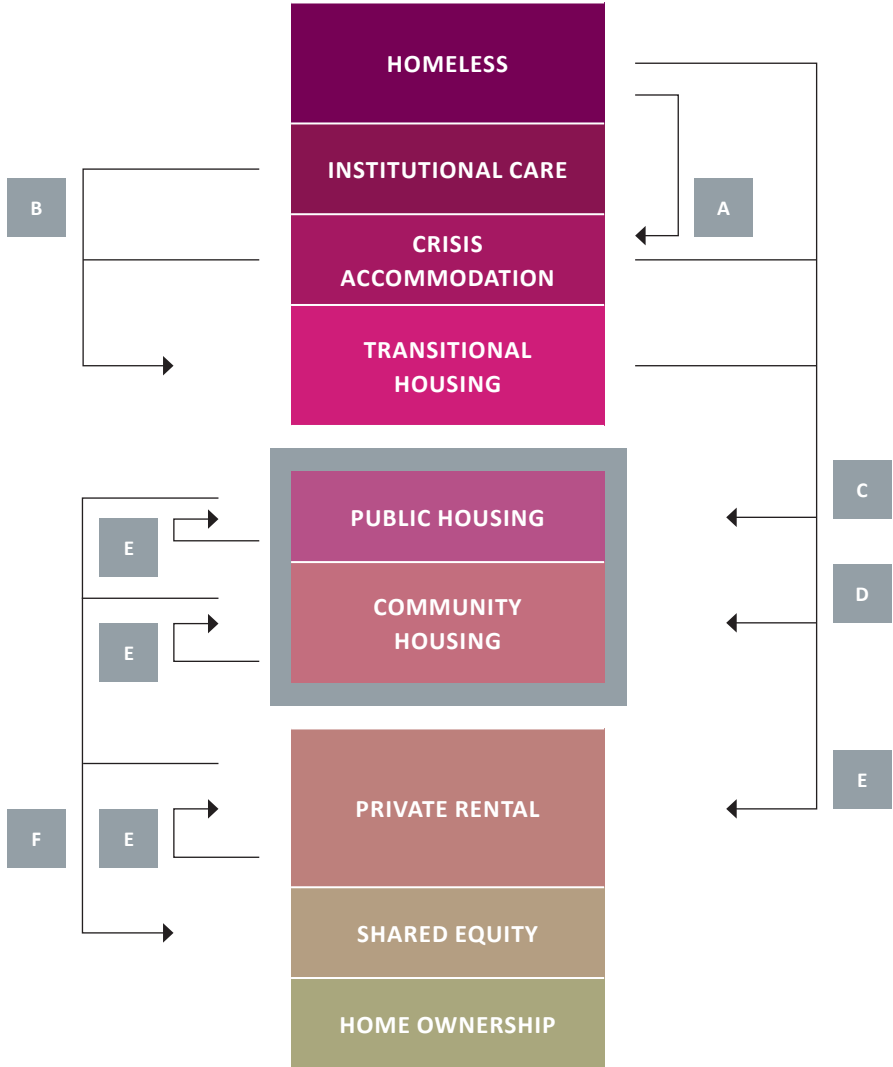 HOMELESS
INSTITUTIONAL CARE
B
A
CRISIS
ACCOMMODATION
TRANSITIONAL
HOUSING
C
PUBLIC HOUSING
E
D
COMMUNITY
HOUSING
E
E
PRIVATE RENTAL
F
E
SHARED EQUITY
HOME OWNERSHIP